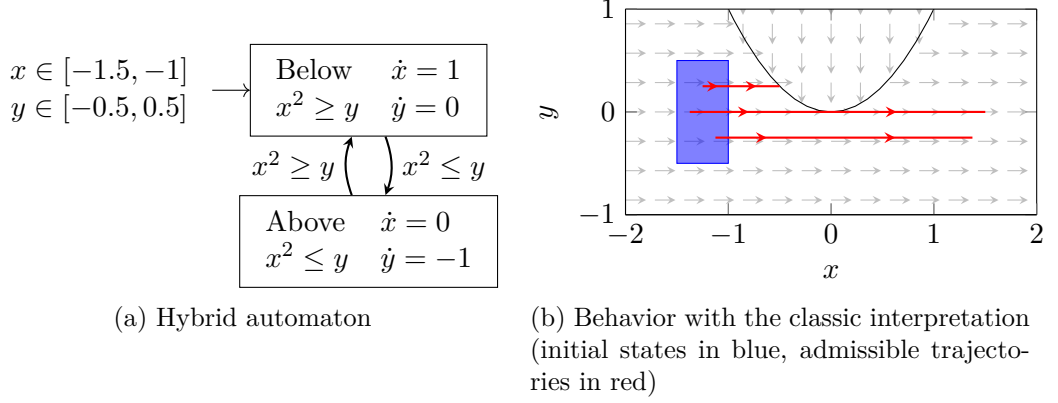 x ∈ [−1.5, −1]
y ∈ [−0.5, 0.5]
Below ẋ = 1
x² ≥ y ẏ = 0
x² ≥ y x² ≤ y
Above ẋ = 0
x² ≤ y ẏ = −1
(a) Hybrid automaton
1
0
−1
y
−2 −1 0 1 2
x
(b) Behavior with the classic interpretation
(initial states in blue, admissible trajecto-
ries in red)